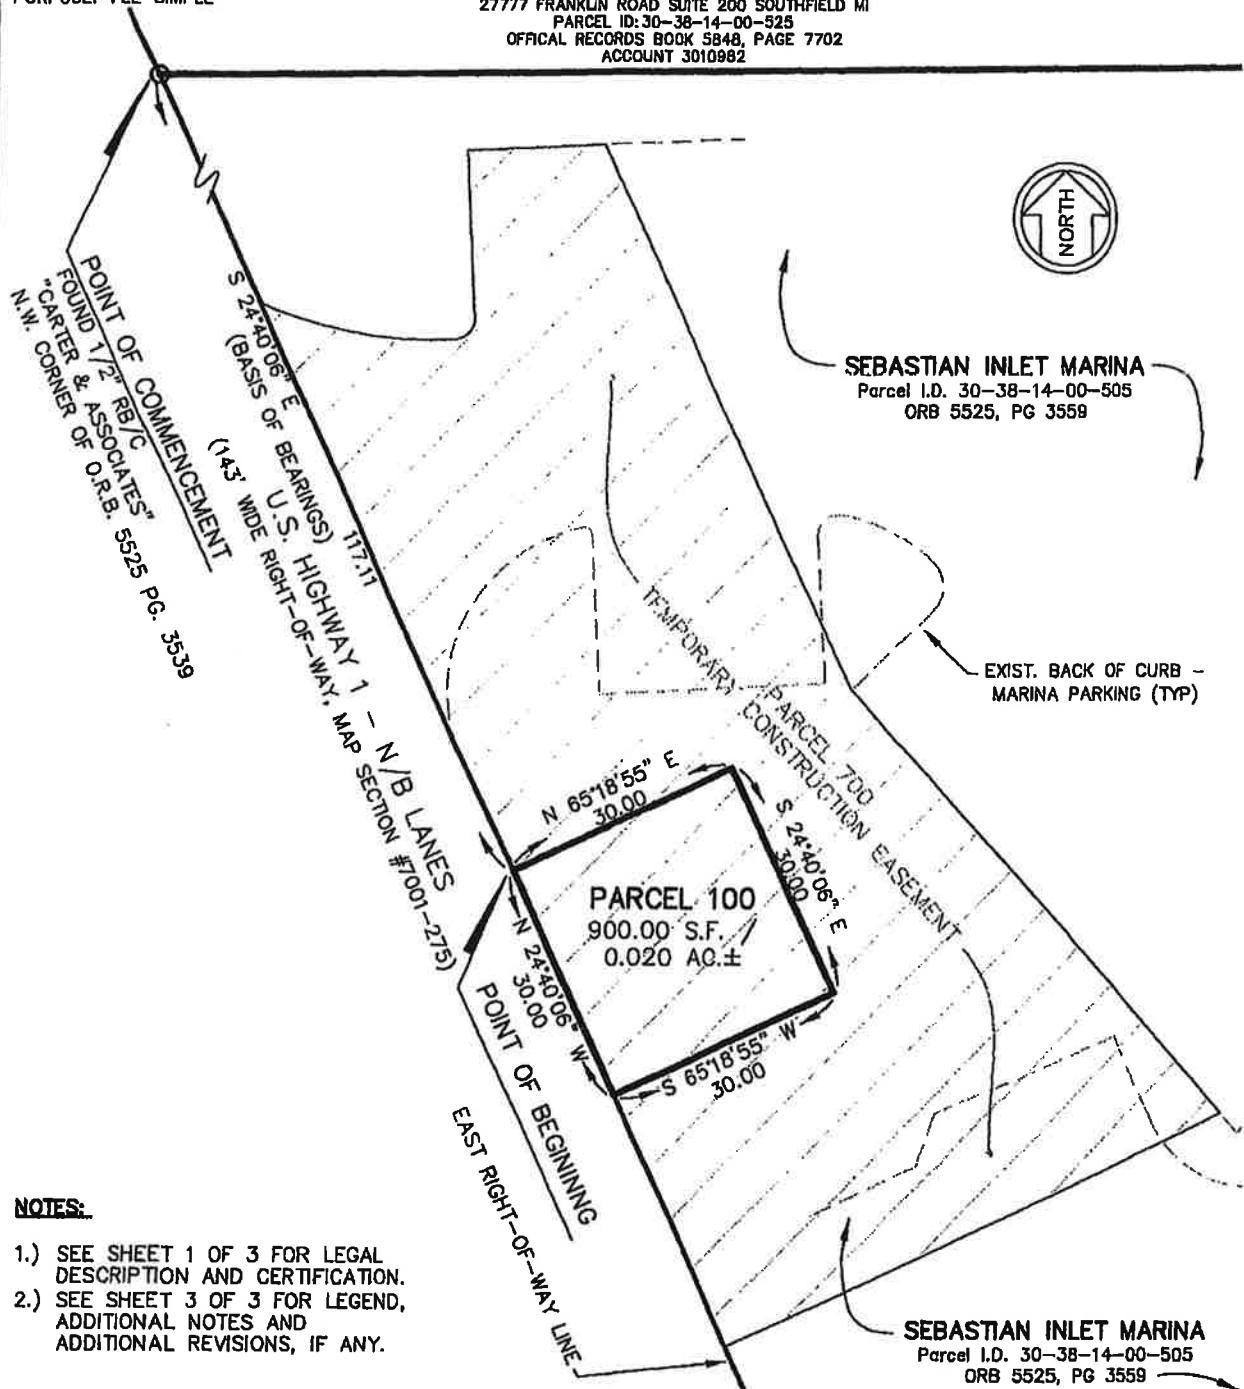 PURPOSE: FEE SIMPLE
27777 FRANKLIN ROAD SUITE 200 SOUTHFIELD MI
PARCEL ID: 30-38-14-00-525
OFFICAL RECORDS BOOK 5848, PAGE 7702
ACCOUNT 3010982
NORTH
SEBASTIAN INLET MARINA
Parcel I.D. 30-38-14-00-505
ORB 5525, PG 3559
POINT OF COMMENCEMENT
FOUND 1/2" RB/C
"CARTER & ASSOCIATES"
N.W. CORNER OF O.R.B. 5525 PG. 3539
S 24°40'06" E
(BASIS OF BEARINGS)
117.11
U.S. HIGHWAY 1 - N/B LANES
(143' WIDE RIGHT-OF-WAY, MAP SECTION #7001-275)
EXIST. BACK OF CURB -
MARINA PARKING (TYP)
PARCEL 700
TEMPORARY CONSTRUCTION EASEMENT
N 65°18'55" E
30.00
S 24°40'06" E
30.00
PARCEL 100
900.00 S.F. /
0.020 AC.±
N 24°40'06" W
30.00
S 65°18'55" W
30.00
POINT OF BEGININNG
EAST RIGHT-OF-WAY LINE
NOTES:
1.) SEE SHEET 1 OF 3 FOR LEGAL
DESCRIPTION AND CERTIFICATION.
2.) SEE SHEET 3 OF 3 FOR LEGEND,
ADDITIONAL NOTES AND
ADDITIONAL REVISIONS, IF ANY.
SEBASTIAN INLET MARINA
Parcel I.D. 30-38-14-00-505
ORB 5525, PG 3559